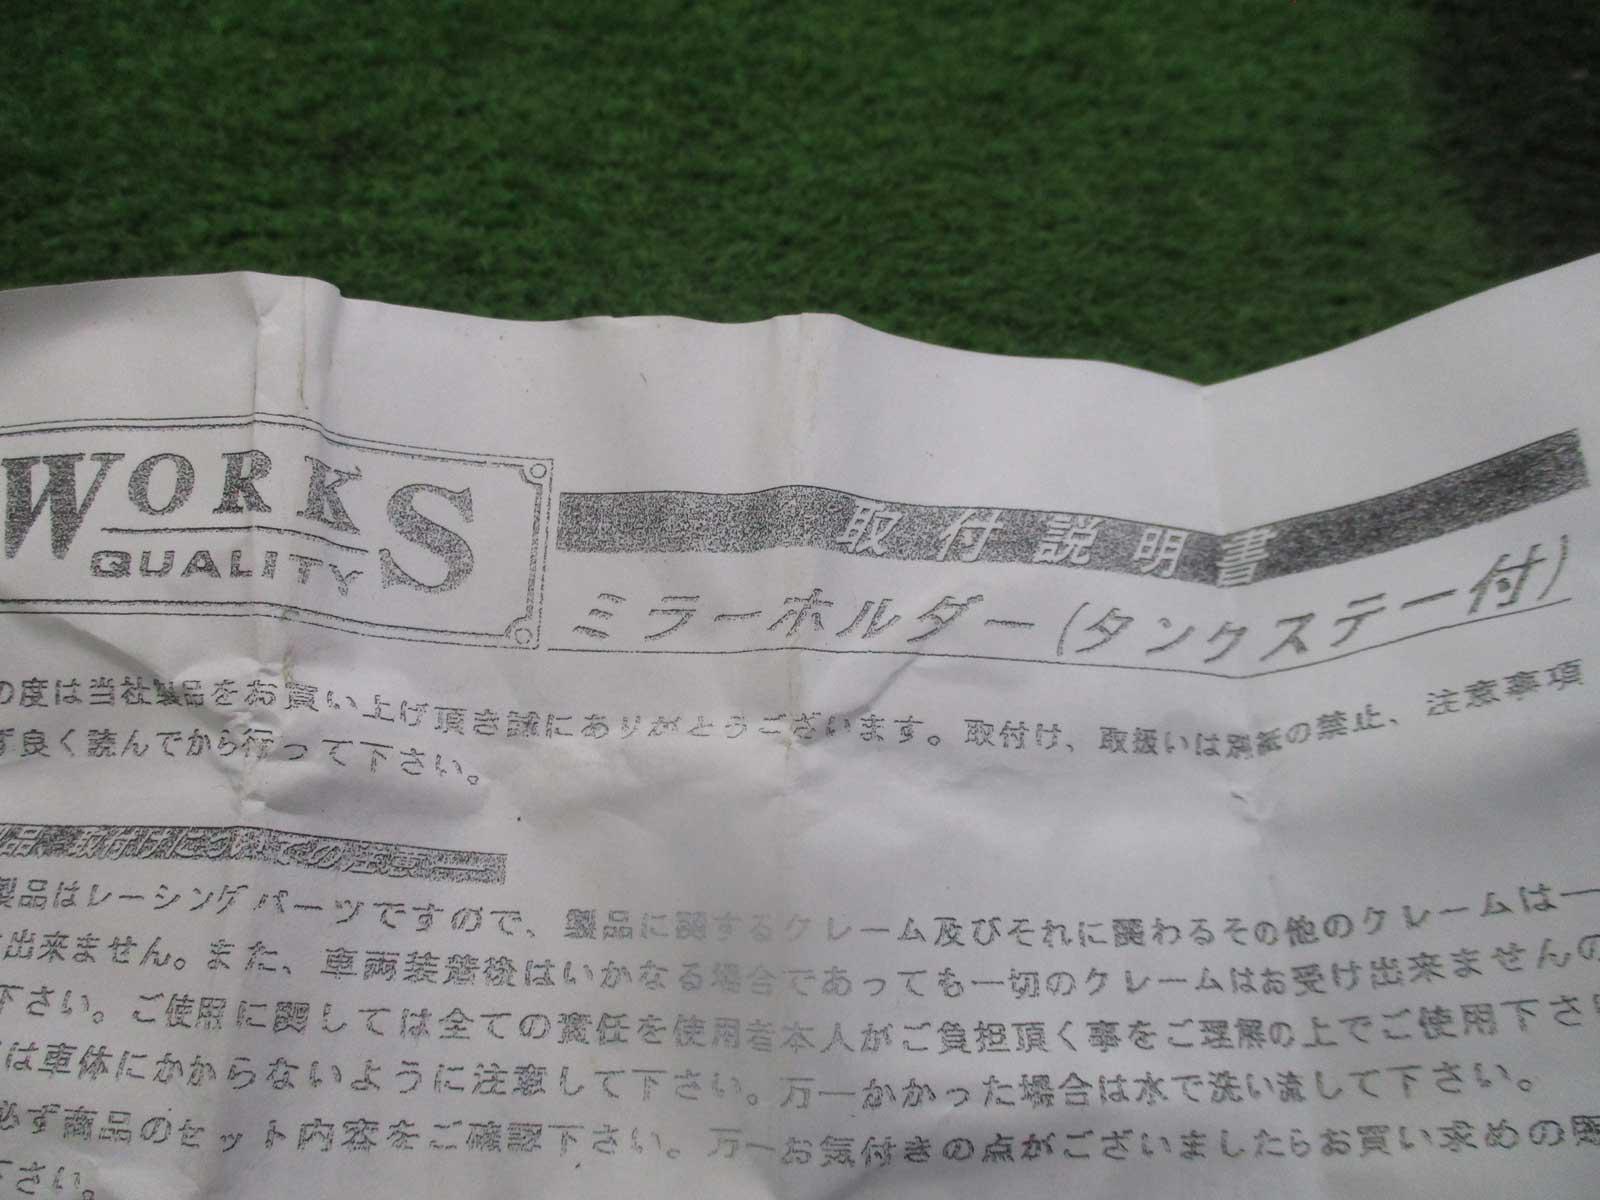 WORKS
QUALITY
取付説明書
ミラーホルダー(タンクステー付)
の度は当社製品をお買い上げ頂き誠にありがとうございます。取付け、取扱いは別紙の禁止、注意事項
ず良く読んでから行って下さい。
品・取付けについての注意
製品はレーシングパーツですので、製品に関するクレーム及びそれに関わるその他のクレームは一
出来ません。また、車両装着後はいかなる場合であっても一切のクレームはお受け出来ませんの
下さい。ご使用に関しては全ての責任を使用者本人がご負担頂く事をご理解の上でご使用下さ
は車体にかからないように注意して下さい。万一かかった場合は水で洗い流して下さい。
必ず商品のセット内容をご確認下さい。万一お気付きの点がございましたらお買い求めの
下さい。